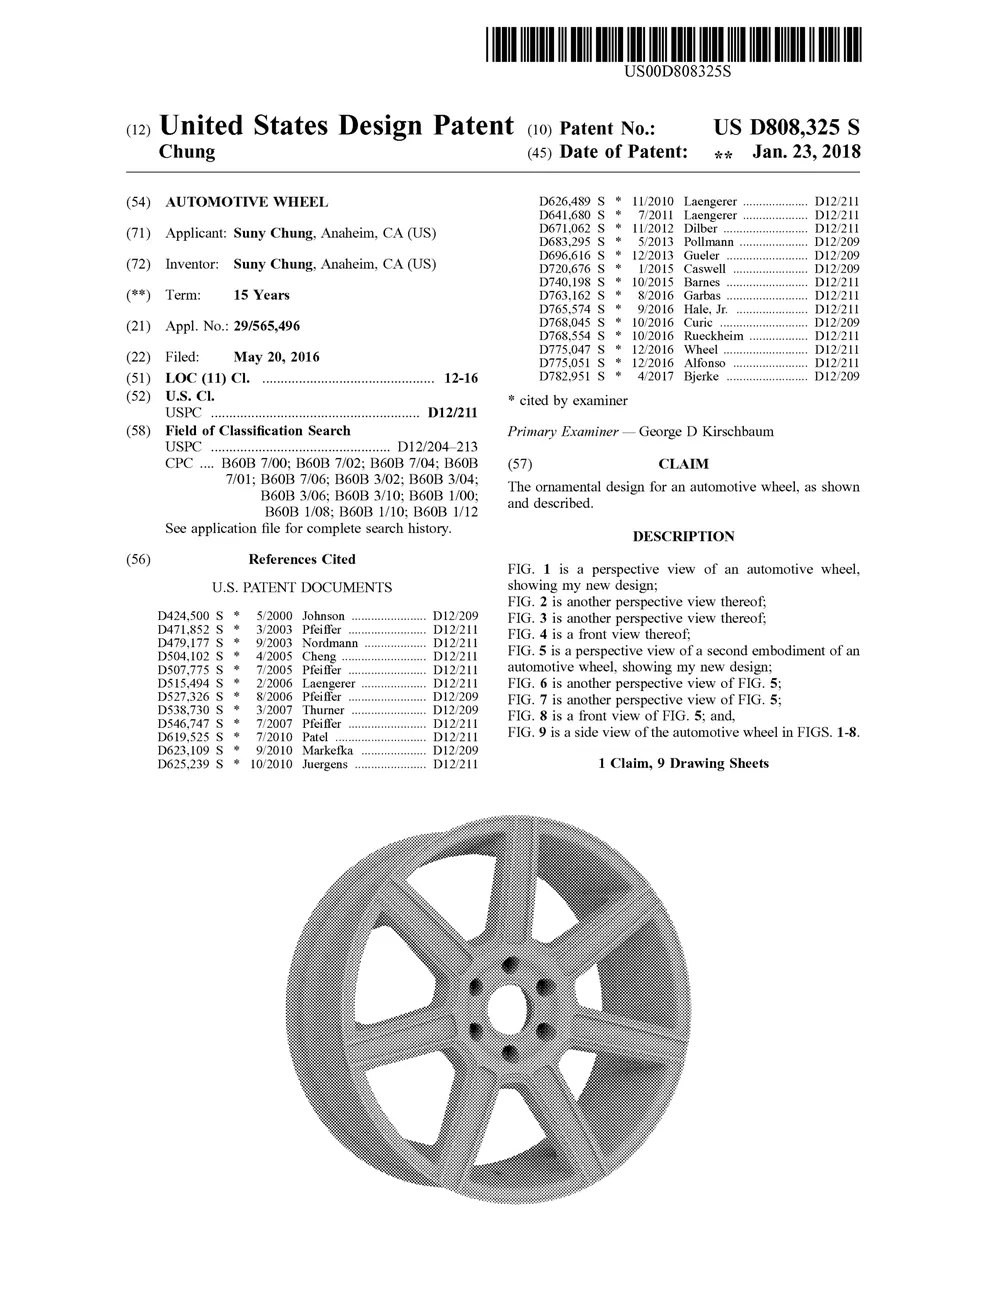 US00D808325S
(12) United States Design Patent
Chung
(10) Patent No.: US D808,325 S
(45) Date of Patent: ** Jan. 23, 2018
(54) AUTOMOTIVE WHEEL
(71) Applicant: Suny Chung, Anaheim, CA (US)
(72) Inventor: Suny Chung, Anaheim, CA (US)
(**) Term: 15 Years
(21) Appl. No.: 29/565,496
(22) Filed: May 20, 2016
(51) LOC (11) Cl. ............................................... 12-16
(52) U.S. Cl.
USPC ......................................................... D12/211
(58) Field of Classification Search
USPC ................................................. D12/204–213
CPC .... B60B 7/00; B60B 7/02; B60B 7/04; B60B
7/01; B60B 7/06; B60B 3/02; B60B 3/04;
B60B 3/06; B60B 3/10; B60B 1/00;
B60B 1/08; B60B 1/10; B60B 1/12
See application file for complete search history.
(56) References Cited
U.S. PATENT DOCUMENTS
D424,500 S * 5/2000 Johnson ....................... D12/209
D471,852 S * 3/2003 Pfeiffer ........................ D12/211
D479,177 S * 9/2003 Nordmann ................... D12/211
D504,102 S * 4/2005 Cheng .......................... D12/211
D507,775 S * 7/2005 Pfeiffer ........................ D12/211
D515,494 S * 2/2006 Laengerer .................... D12/211
D527,326 S * 8/2006 Pfeiffer ........................ D12/209
D538,730 S * 3/2007 Thurner ........................ D12/209
D546,747 S * 7/2007 Pfeiffer ........................ D12/211
D619,525 S * 7/2010 Patel ............................ D12/211
D623,109 S * 9/2010 Markefka .................... D12/209
D625,239 S * 10/2010 Juergens ...................... D12/211
D626,489 S * 11/2010 Laengerer .................... D12/211
D641,680 S * 7/2011 Laengerer .................... D12/211
D671,062 S * 11/2012 Dilber .......................... D12/211
D683,295 S * 5/2013 Pollmann ..................... D12/209
D696,616 S * 12/2013 Gueler ......................... D12/209
D720,676 S * 1/2015 Caswell ....................... D12/209
D740,198 S * 10/2015 Barnes ......................... D12/211
D763,162 S * 8/2016 Garbas ......................... D12/211
D765,574 S * 9/2016 Hale, Jr. ...................... D12/211
D768,045 S * 10/2016 Curic ........................... D12/209
D768,554 S * 10/2016 Rueckheim .................. D12/211
D775,047 S * 12/2016 Wheel .......................... D12/211
D775,051 S * 12/2016 Alfonso ....................... D12/211
D782,951 S * 4/2017 Bjerke ......................... D12/209
* cited by examiner
Primary Examiner — George D Kirschbaum
(57) CLAIM
The ornamental design for an automotive wheel, as shown
and described.
DESCRIPTION
FIG. 1 is a perspective view of an automotive wheel,
showing my new design;
FIG. 2 is another perspective view thereof;
FIG. 3 is another perspective view thereof;
FIG. 4 is a front view thereof;
FIG. 5 is a perspective view of a second embodiment of an
automotive wheel, showing my new design;
FIG. 6 is another perspective view of FIG. 5;
FIG. 7 is another perspective view of FIG. 5;
FIG. 8 is a front view of FIG. 5; and,
FIG. 9 is a side view of the automotive wheel in FIGS. 1-8.
1 Claim, 9 Drawing Sheets